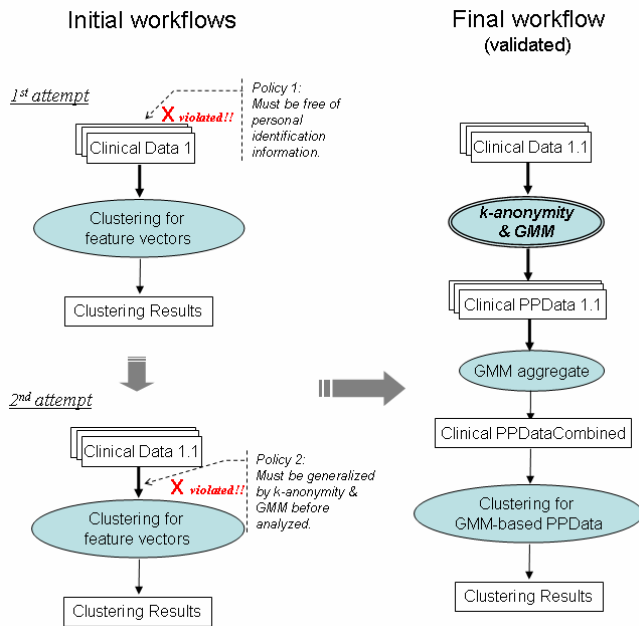 Initial workflows
1st attempt
X violated!!
Policy 1:
Must be free of
personal
identification
information.
Clinical Data 1
Clustering for
feature vectors
Clustering Results
2nd attempt
Clinical Data 1.1
X violated!!
Policy 2:
Must be generalized
by k-anonymity &
GMM before
analyzed.
Clustering for
feature vectors
Clustering Results
Final workflow
(validated)
Clinical Data 1.1
k-anonymity
& GMM
Clinical PPData 1.1
GMM aggregate
Clinical PPDataCombined
Clustering for
GMM-based PPData
Clustering Results